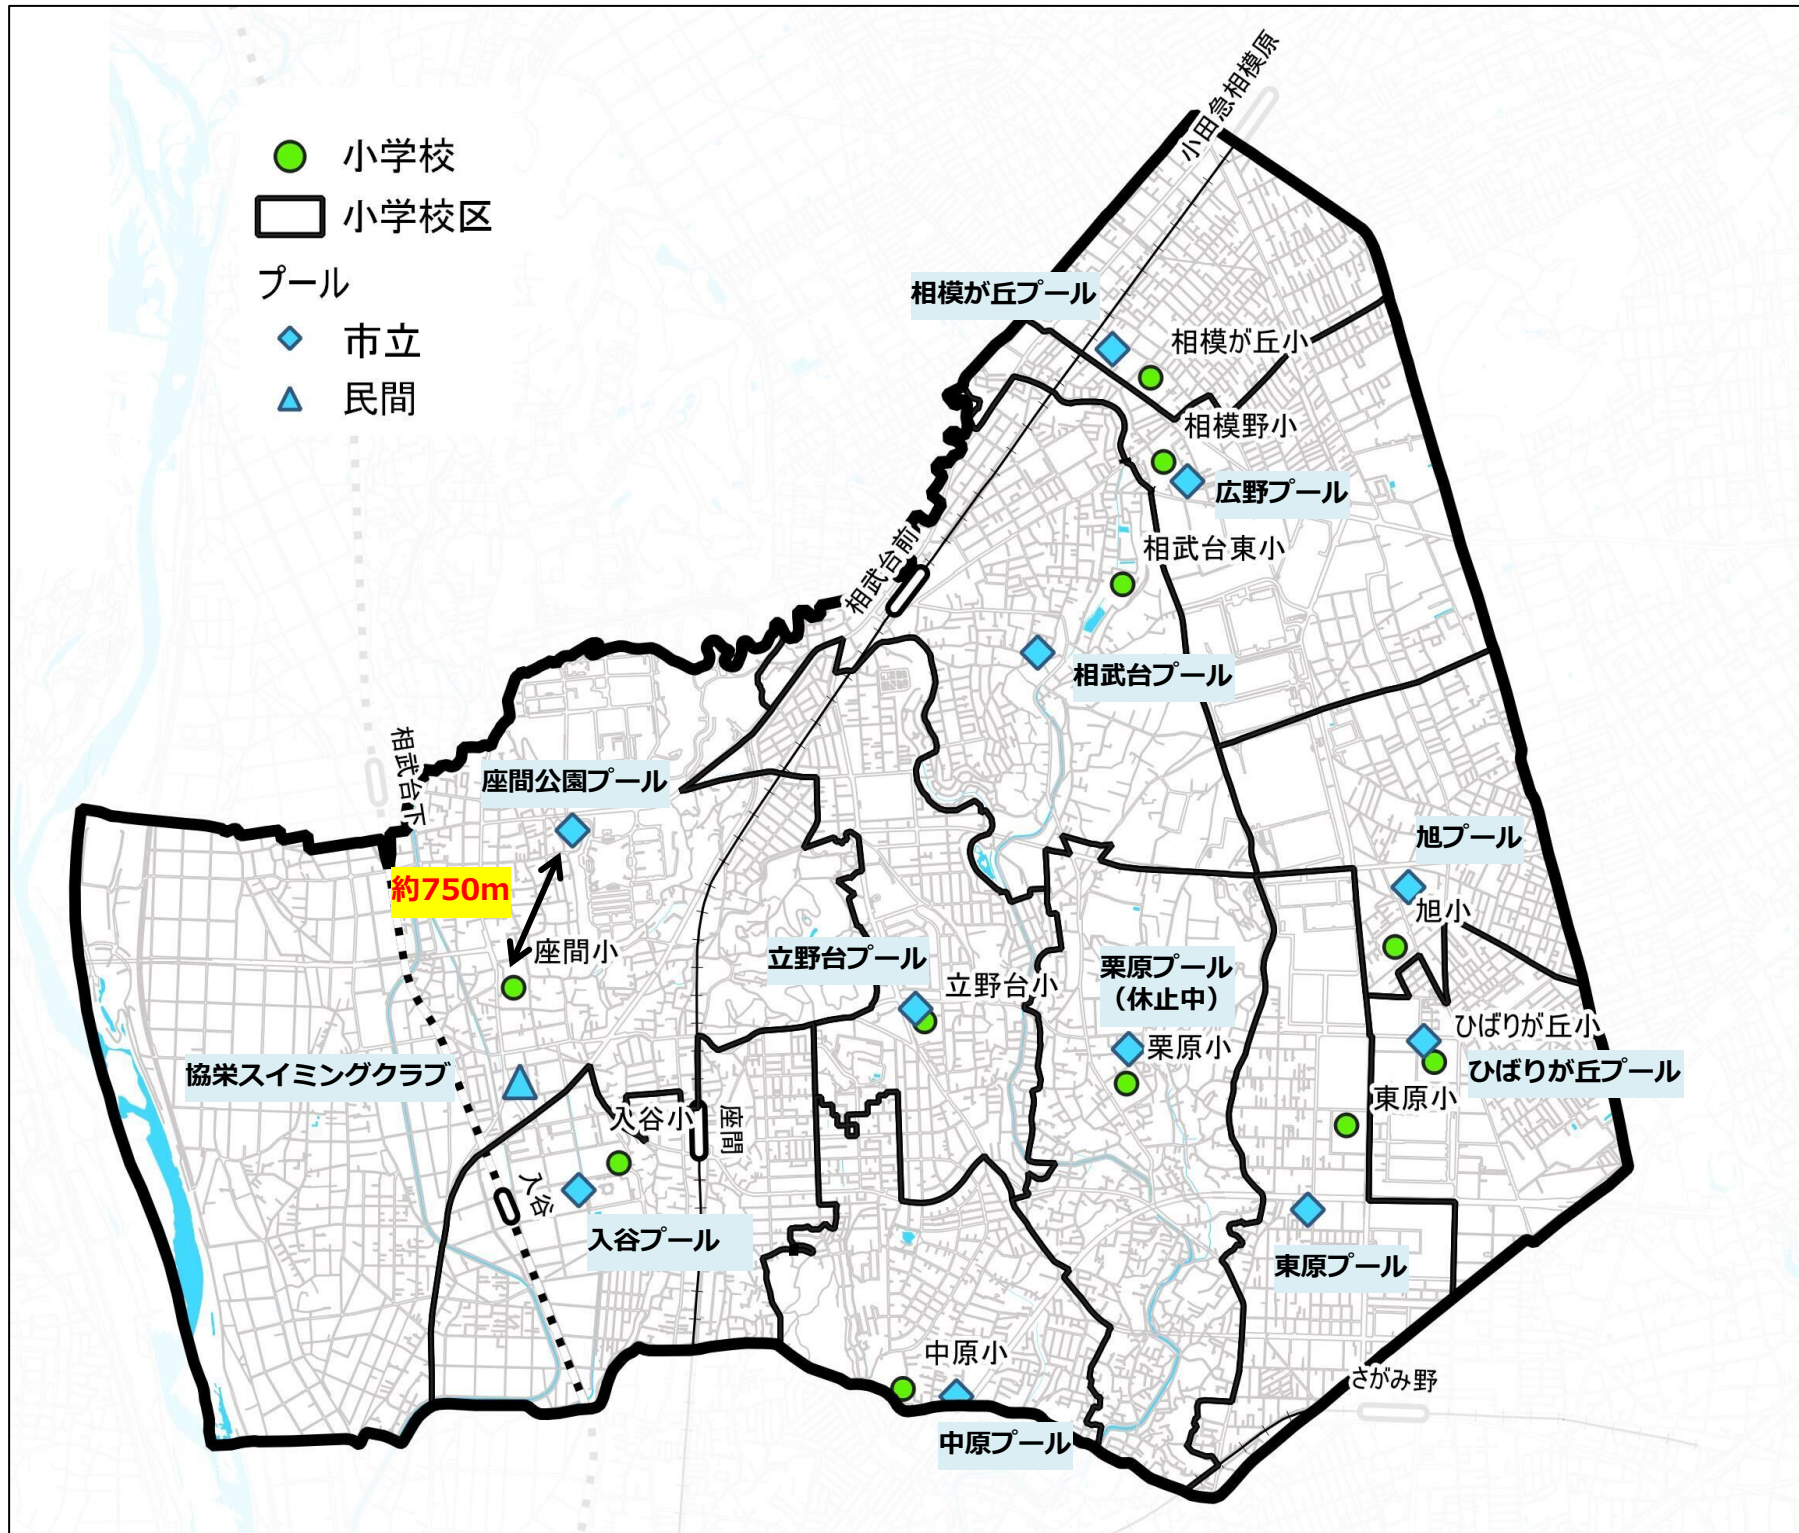 小学校
小学校区
プール
市立
民間
小田急相模原
相模が丘プール
相模が丘小
相模野小
広野プール
相武台前
相武台東小
相武台プール
相武台下
座間公園プール
約750m
旭プール
旭小
座間小
立野台プール
立野台小
栗原プール
（休止中）
栗原小
ひばりが丘小
ひばりが丘プール
協栄スイミングクラブ
東原小
入谷小
座間
入谷
入谷プール
東原プール
中原小
さがみ野
中原プール